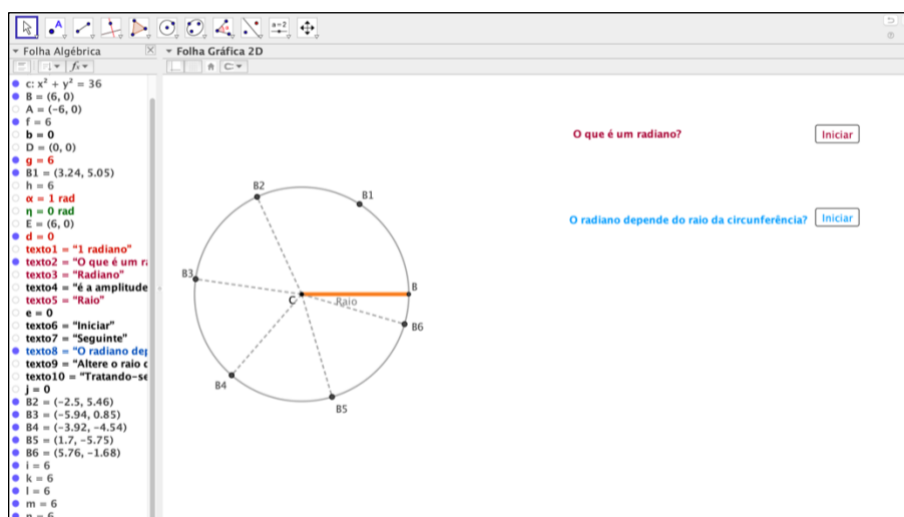 A
a=2
Folha Algébrica
Folha Gráfica 2D
c: x² + y² = 36
B = (6, 0)
A = (-6, 0)
f = 6
b = 0
D = (0, 0)
g = 6
B1 = (3.24, 5.05)
h = 6
α = 1 rad
η = 0 rad
E = (6, 0)
d = 0
texto1 = "1 radiano"
texto2 = "O que é um ra
texto3 = "Radiano"
texto4 = "é a amplitude
texto5 = "Raio"
e = 0
texto6 = "Iniciar"
texto7 = "Seguinte"
texto8 = "O radiano dep
texto9 = "Altere o raio d
texto10 = "Tratando-se
j = 0
B2 = (-2.5, 5.46)
B3 = (-5.94, 0.85)
B4 = (-3.92, -4.54)
B5 = (1.7, -5.75)
B6 = (5.76, -1.68)
i = 6
k = 6
l = 6
m = 6
n = 6
O que é um radiano?
Iniciar
O radiano depende do raio da circunferência?
Iniciar
B2
B1
B3
C
Raio
B
B6
B4
B5